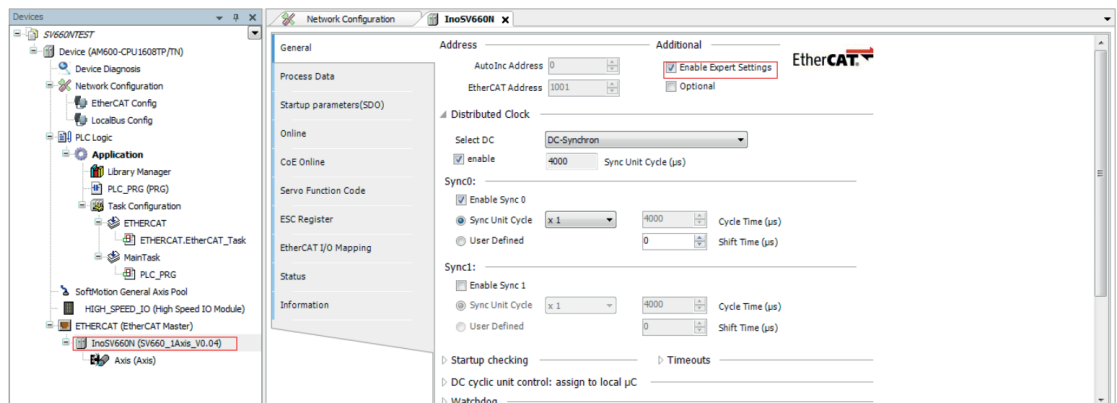 Devices
SV660NTEST
Device (AM600-CPU1608TP/TN)
Device Diagnosis
Network Configuration
EtherCAT Config
LocalBus Config
PLC Logic
Application
Library Manager
PLC_PRG (PRG)
Task Configuration
ETHERCAT
ETHERCAT.EtherCAT_Task
MainTask
PLC_PRG
SoftMotion General Axis Pool
HIGH_SPEED_IO (High Speed IO Module)
ETHERCAT (EtherCAT Master)
InoSV660N (SV660_1Axis_V0.04)
Axis (Axis)
Network Configuration InoSV660N
General
Process Data
Startup parameters(SDO)
Online
CoE Online
Servo Function Code
ESC Register
EtherCAT I/O Mapping
Status
Information
Address Additional
AutoInc Address 0 Enable Expert Settings
EtherCAT Address 1001 Optional
EtherCAT
Distributed Clock
Select DC DC-Synchron
enable 4000 Sync Unit Cycle (µs)
Sync0:
Enable Sync 0
Sync Unit Cycle x 1 4000 Cycle Time (µs)
User Defined 0 Shift Time (µs)
Sync1:
Enable Sync 1
Sync Unit Cycle x 1 4000 Cycle Time (µs)
User Defined 0 Shift Time (µs)
Startup checking Timeouts
DC cyclic unit control: assign to local µC
Watchdog